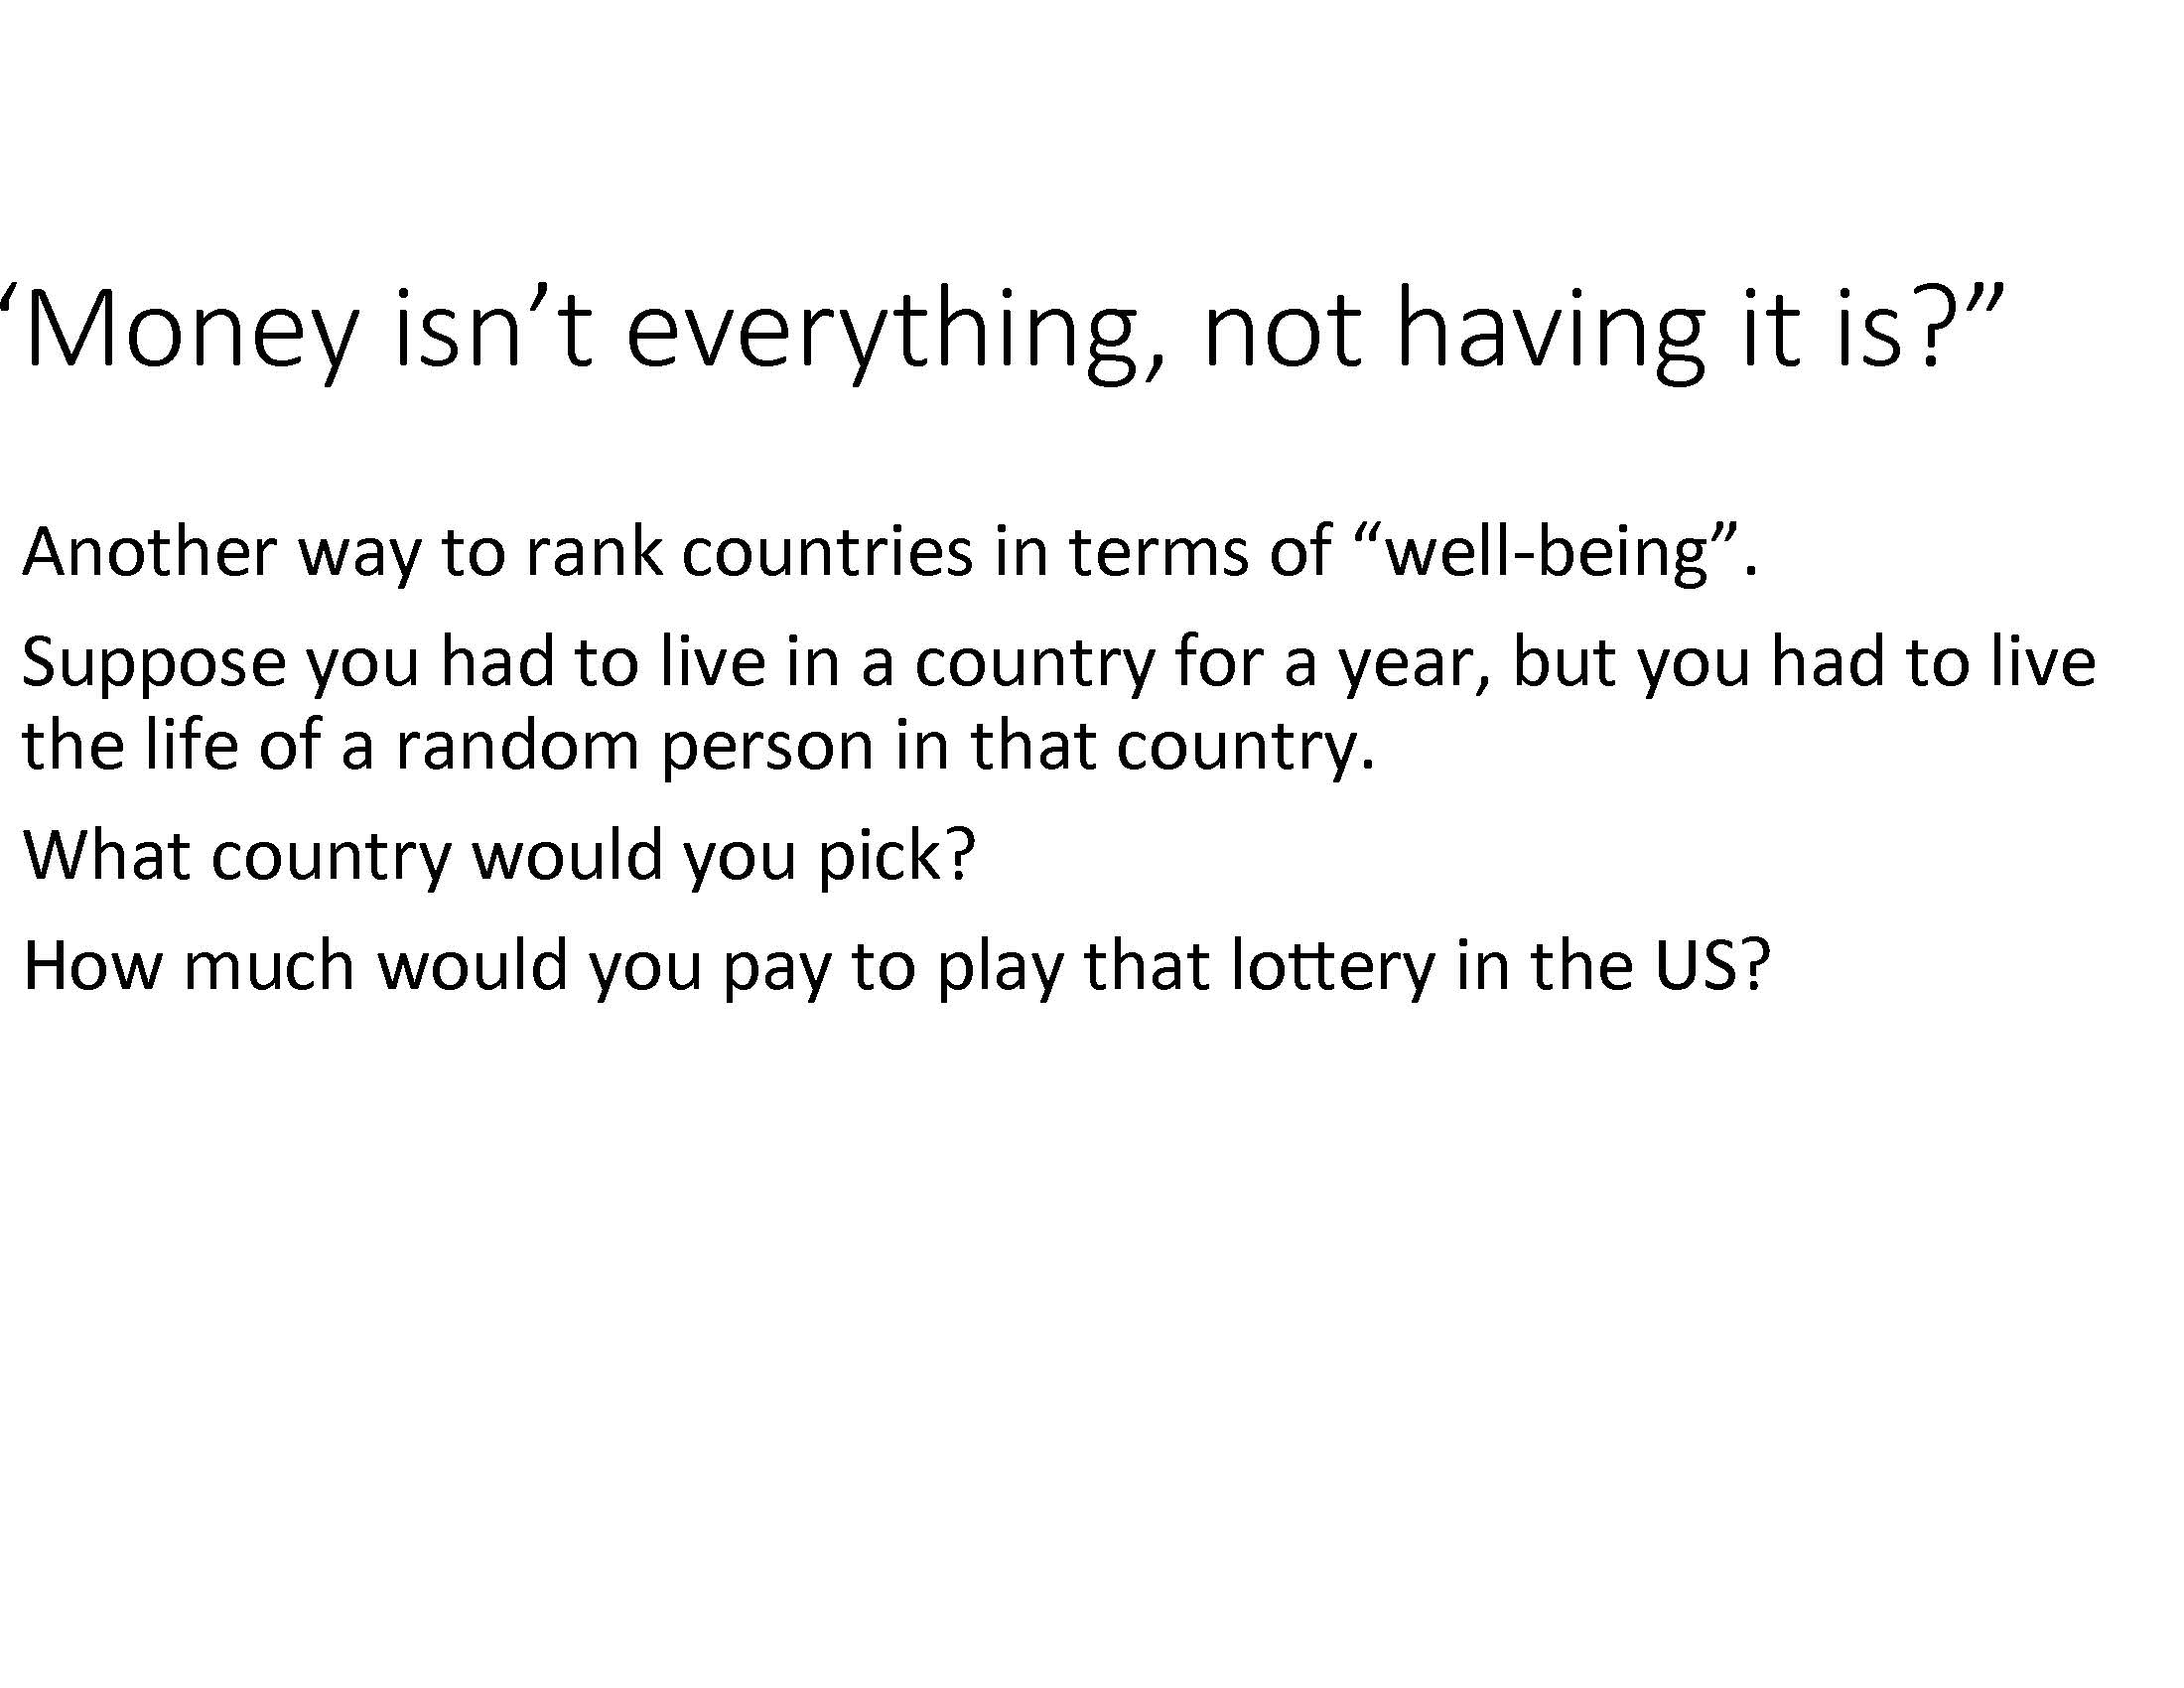 ‘Money isn’t everything, not having it is?”
Another way to rank countries in terms of “well-being”.
Suppose you had to live in a country for a year, but you had to live
the life of a random person in that country.
What country would you pick?
How much would you pay to play that lottery in the US?